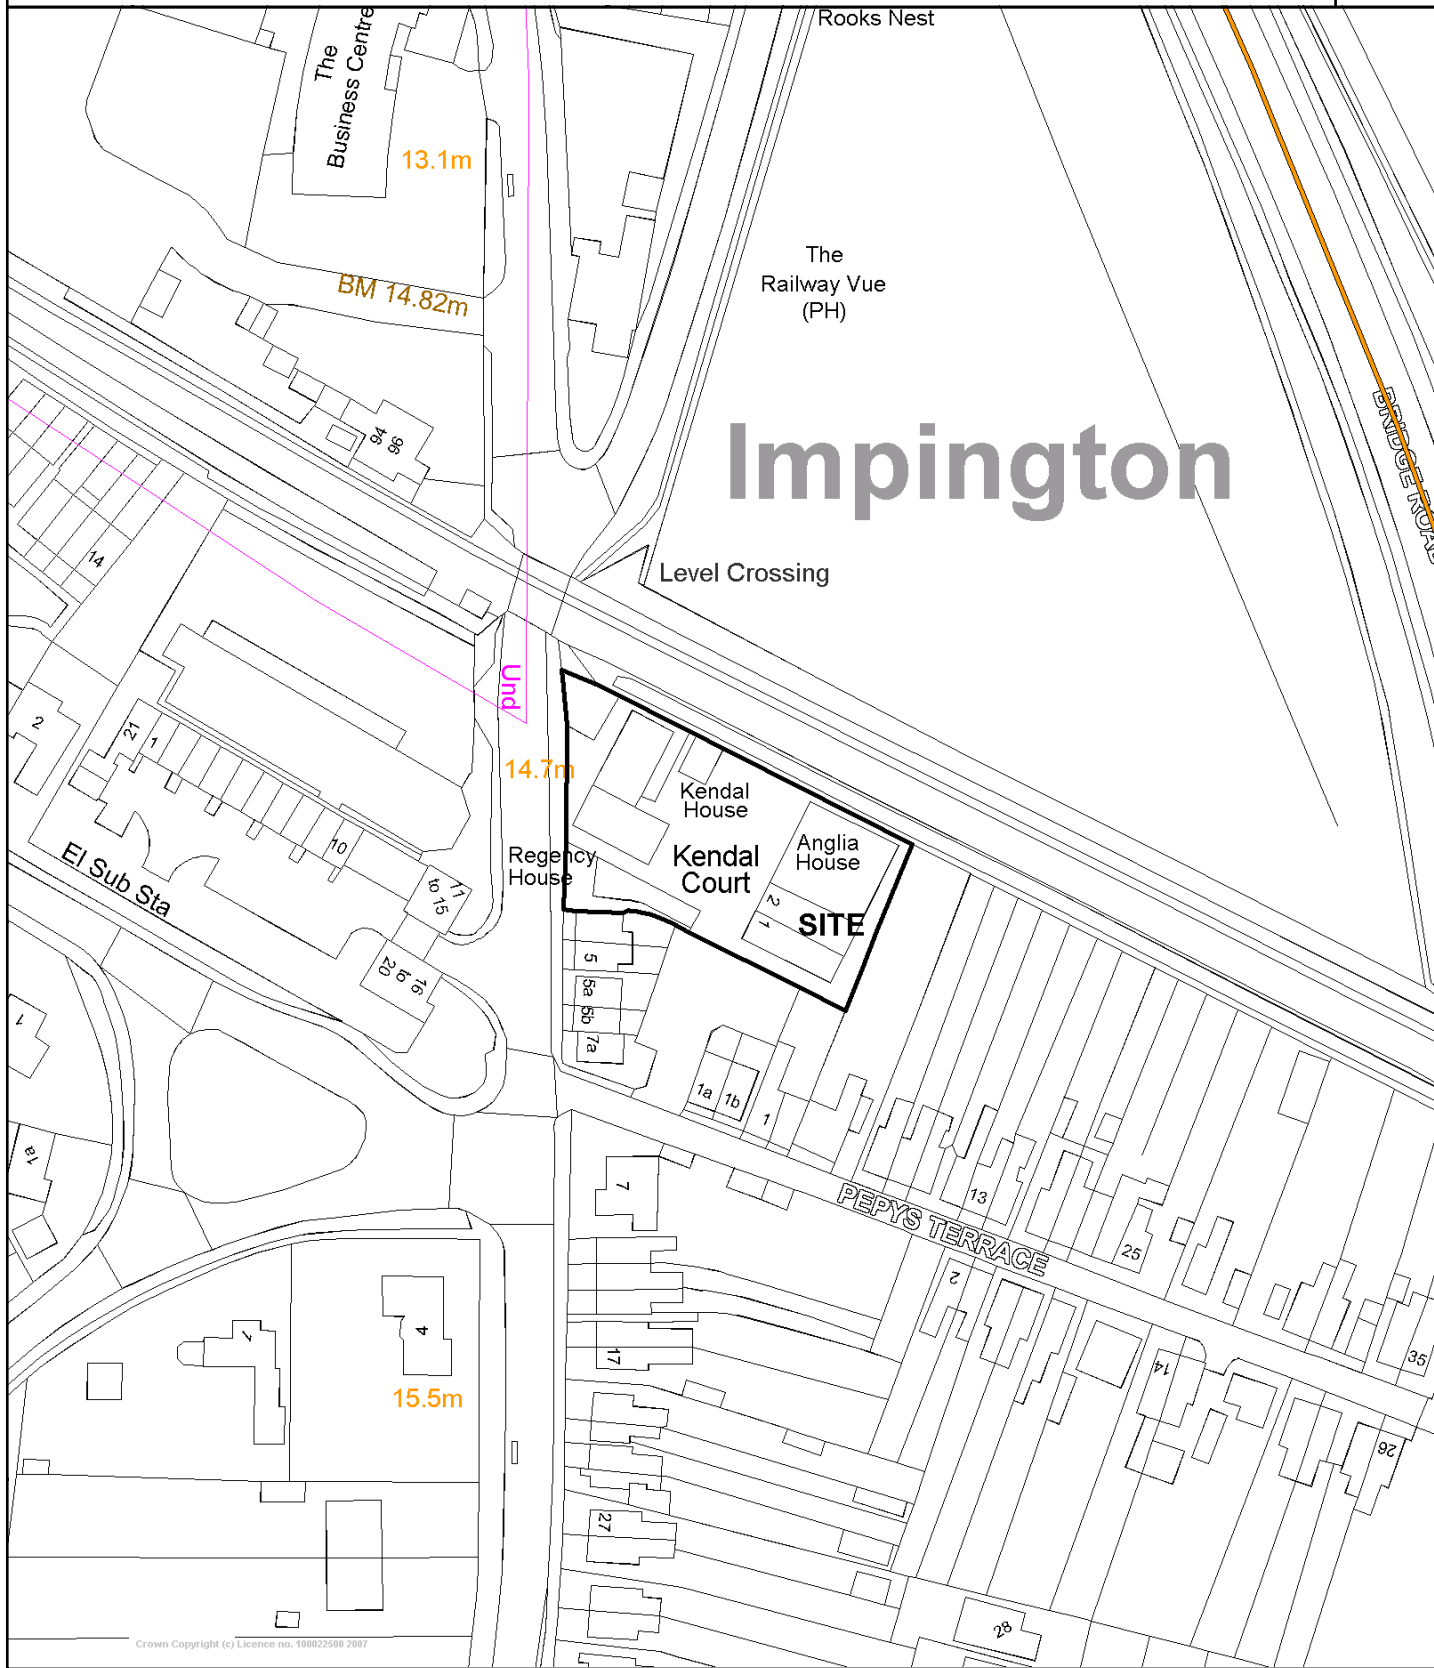 Rooks Nest
The
Business Centre
13.1m
BM 14.82m
The
Railway Vue
(PH)
Impington
BRIDGE ROAD
94
96
14
Level Crossing
Und
2
21
1
14.7m
10
Kendal
House
Anglia
House
Regency
House
Kendal
Court
2
1
SITE
El Sub Sta
11
to 15
16
to
20
5
5a
5b
7a
1
1a
1b
1
1a
7
13
PEPYS TERRACE
25
2
4
17
14
35
15.5m
26
27
28
Crown Copyright (c) Licence no. 100022500 2007